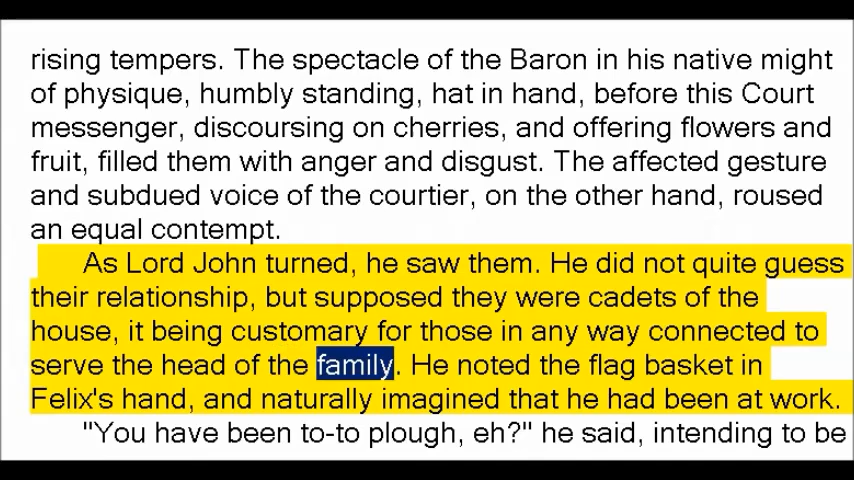 rising tempers. The spectacle of the Baron in his native might
of physique, humbly standing, hat in hand, before this Court
messenger, discoursing on cherries, and offering flowers and
fruit, filled them with anger and disgust. The affected gesture
and subdued voice of the courtier, on the other hand, roused
an equal contempt.
As Lord John turned, he saw them. He did not quite guess
their relationship, but supposed they were cadets of the
house, it being customary for those in any way connected to
serve the head of the family. He noted the flag basket in
Felix's hand, and naturally imagined that he had been at work.
"You have been to-to plough, eh?" he said, intending to be